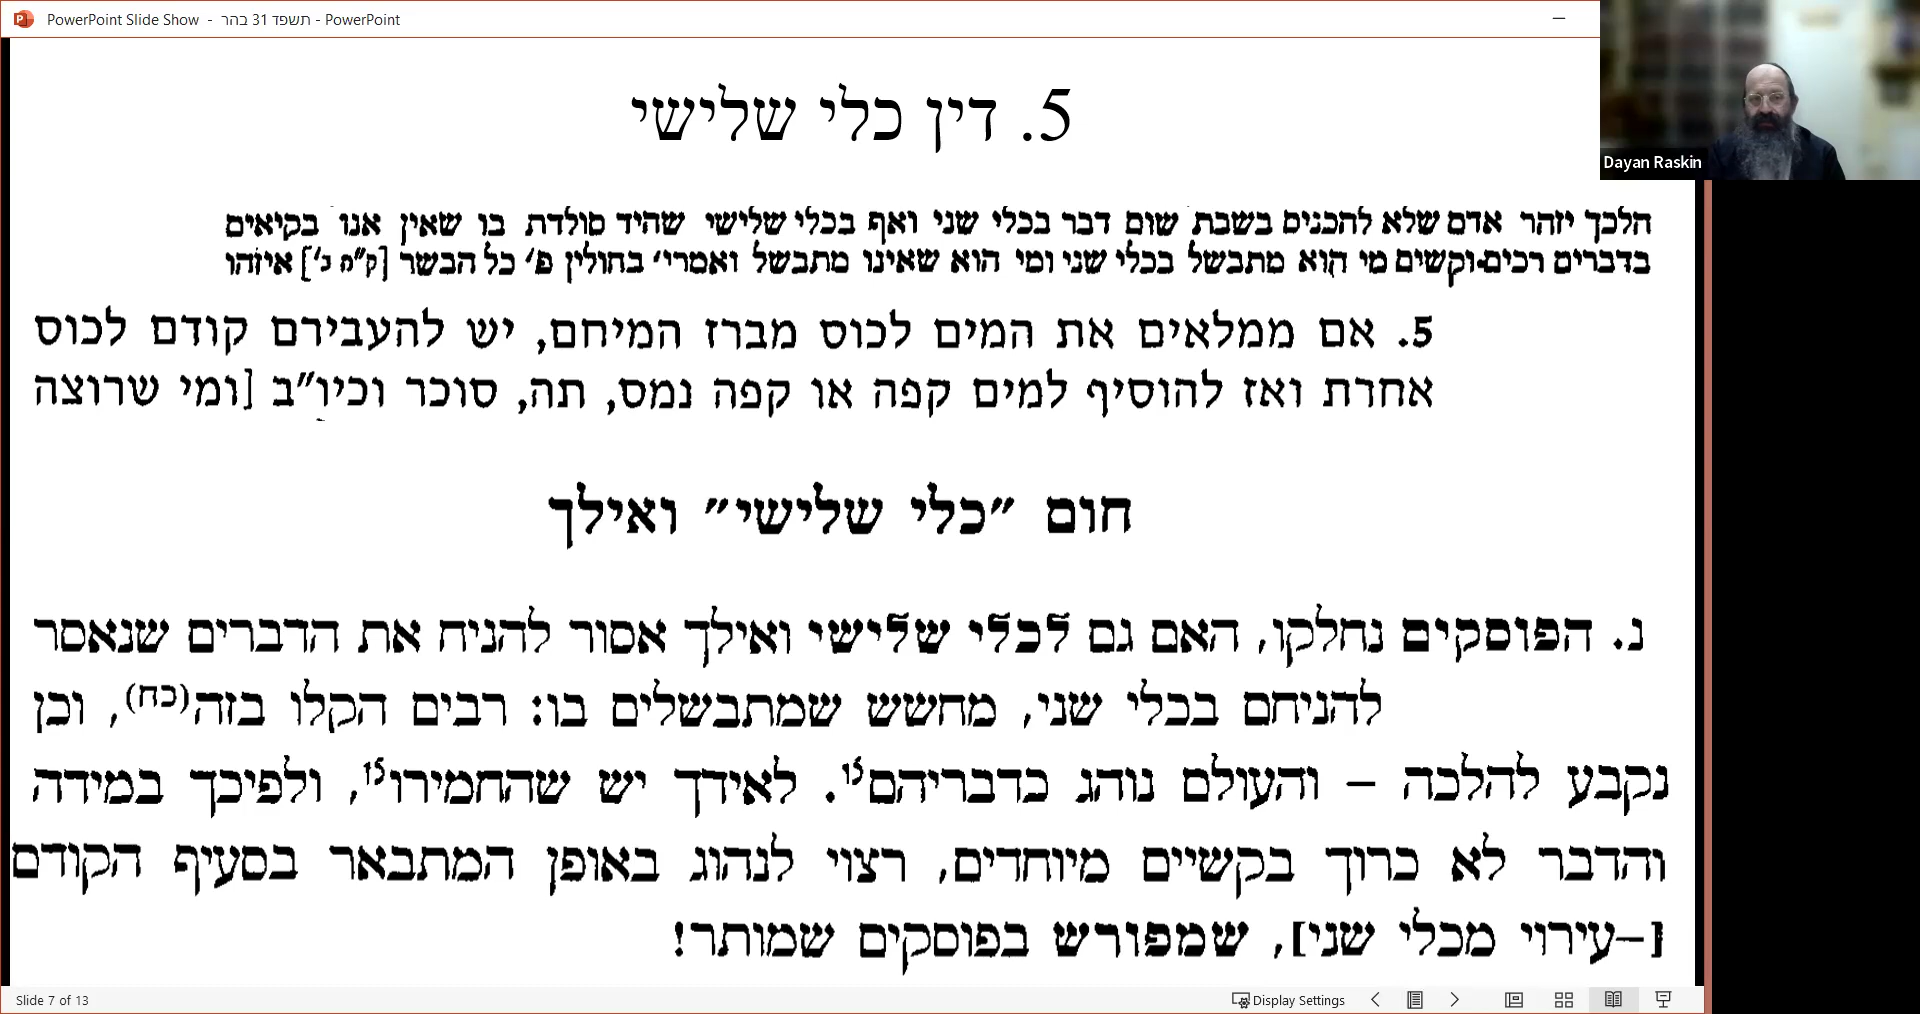 PowerPoint Slide Show - תשפד 31 בהר - PowerPoint
Dayan Raskin
5. דין כלי שלישי
הלכך יזהר אדם שלא להכניס בשבת שום דבר בכלי שני ואף בכלי שלישי שהיד סולדת בו שאין אנו בקיאים
בדברים רכים וקשים מי הוא מתבשל בכלי שני ומי הוא שאינו מתבשל ואמרי׳ בחולין פ׳ כל הבשר [ק״ח ב׳] איזהו
5. אם ממלאים את המים לכוס מברז המיחם, יש להעבירם קודם לכוס
אחרת ואז להוסיף למים קפה או קפה נמס, תה, סוכר וכיו״ב [ומי שרוצה
חום ״כלי שלישי״ ואילך
ג. הפוסקים נחלקו, האם גם לכלי שלישי ואילך אסור להניח את הדברים שנאסר
להניחם בכלי שני, מחשש שמתבשלים בו: רבים הקלו בזה(כח), וכן
נקבע להלכה – והעולם נוהג כדבריהם15. לאידך יש שהחמירו15, ולפיכך במידה
והדבר לא כרוך בקשיים מיוחדים, רצוי לנהוג באופן המתבאר בסעיף הקודם
[–עירוי מכלי שני], שמפורש בפוסקים שמותר!
Slide 7 of 13
Display Settings